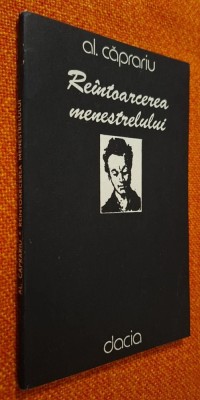 al. căprariu
Reîntoarcerea
menestrelului
dacia
AL. CĂPRARIU • REÎNTOARCEREA MENESTRELULUI